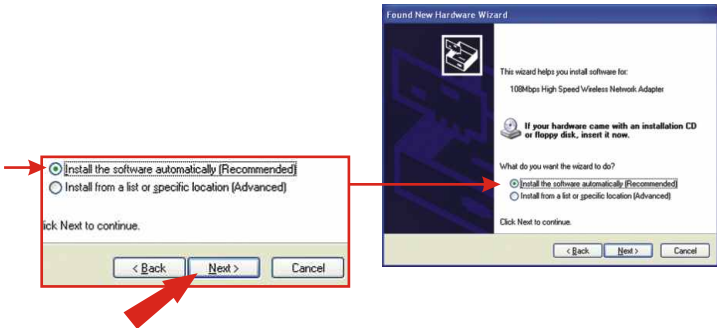 Found New Hardware Wizard
This wizard helps you install software for:
108Mbps High Speed Wireless Network Adapter
If your hardware came with an installation CD
or floppy disk, insert it now.
What do you want the wizard to do?
Install the software automatically (Recommended)
Install from a list or specific location (Advanced)
Click Next to continue.
< Back Next > Cancel
Install the software automatically (Recommended)
Install from a list or specific location (Advanced)
ick Next to continue.
< Back Next > Cancel